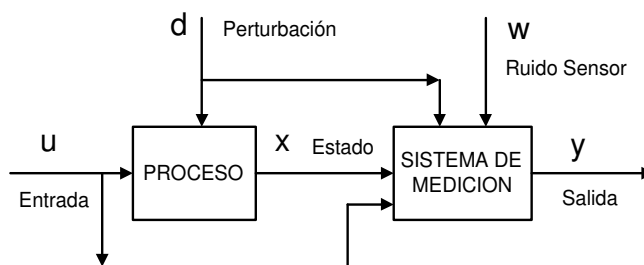 d
Perturbación
w
Ruido Sensor
u
Entrada
PROCESO
x
Estado
SISTEMA DE
MEDICION
y
Salida